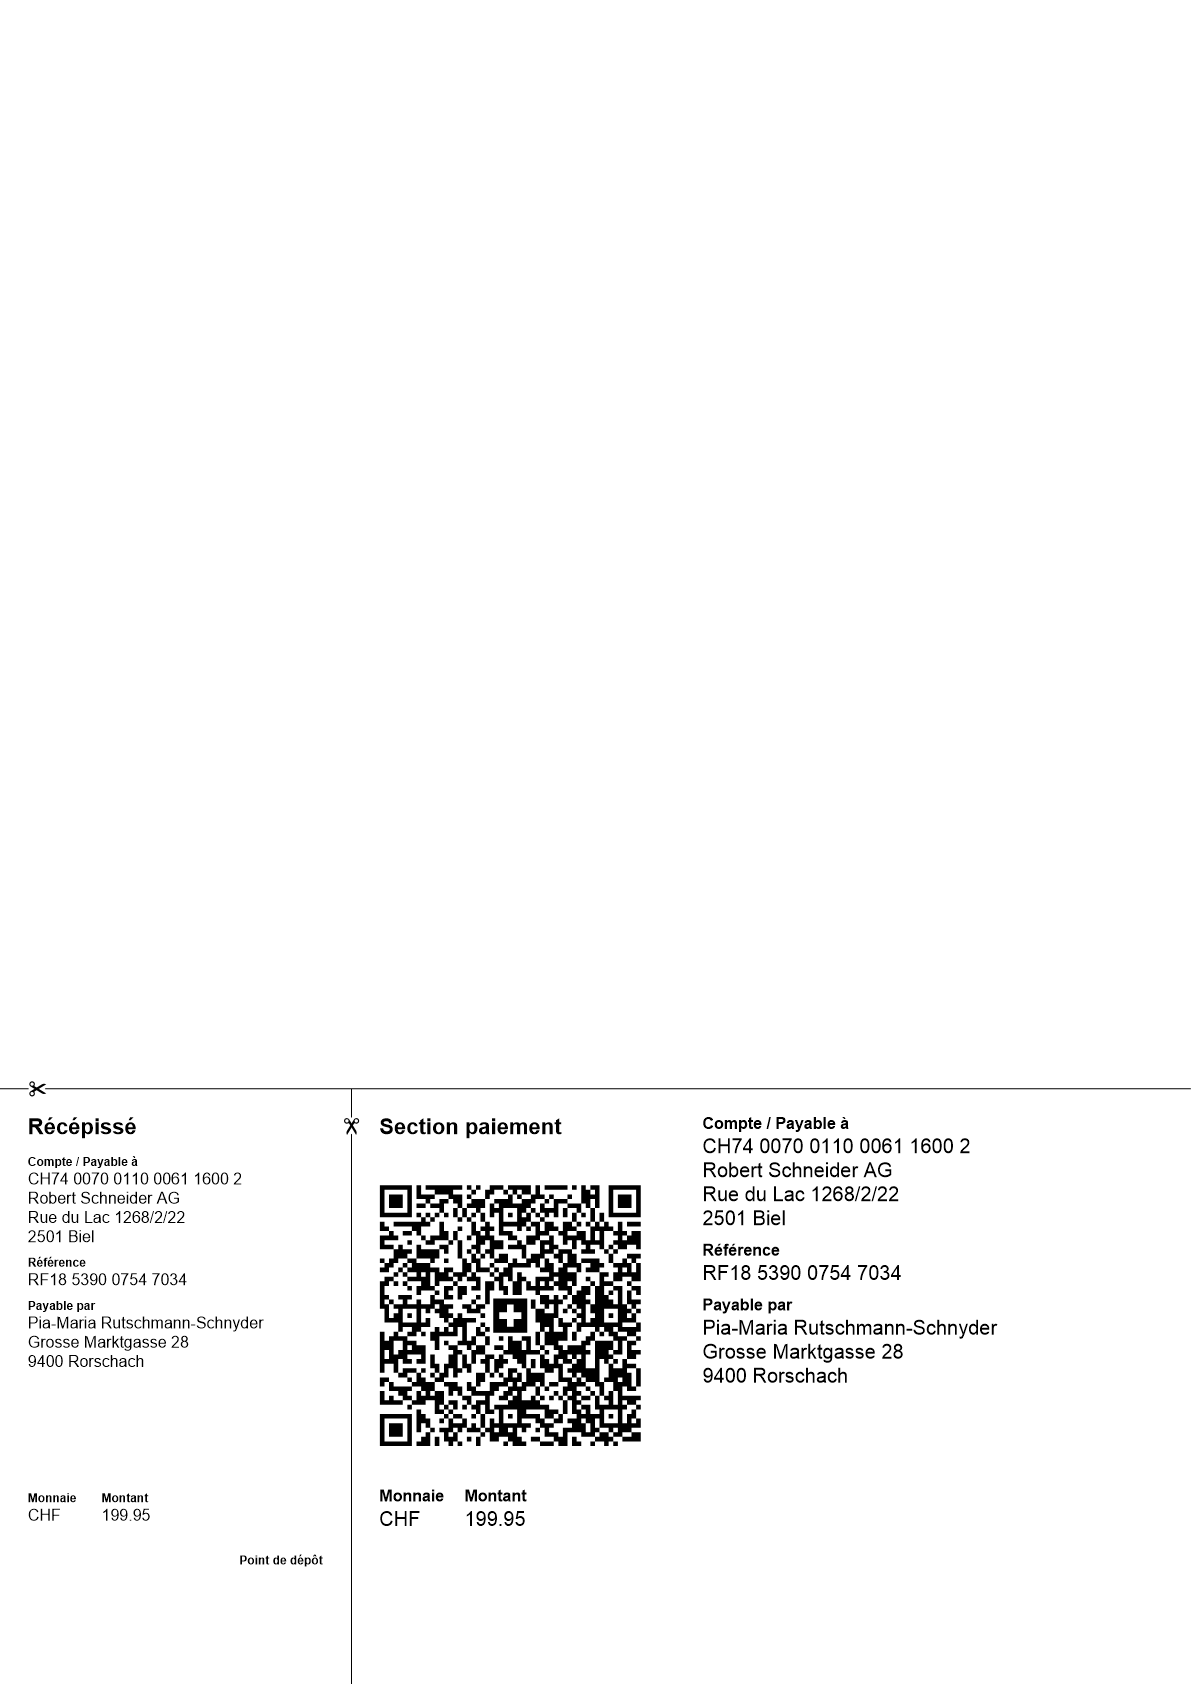 Récépissé
Compte / Payable à
CH74 0070 0110 0061 1600 2
Robert Schneider AG
Rue du Lac 1268/2/22
2501 Biel
Référence
RF18 5390 0754 7034
Payable par
Pia-Maria Rutschmann-Schnyder
Grosse Marktgasse 28
9400 Rorschach
Monnaie Montant
CHF 199.95
Point de dépôt
Section paiement
Monnaie Montant
CHF 199.95
Compte / Payable à
CH74 0070 0110 0061 1600 2
Robert Schneider AG
Rue du Lac 1268/2/22
2501 Biel
Référence
RF18 5390 0754 7034
Payable par
Pia-Maria Rutschmann-Schnyder
Grosse Marktgasse 28
9400 Rorschach